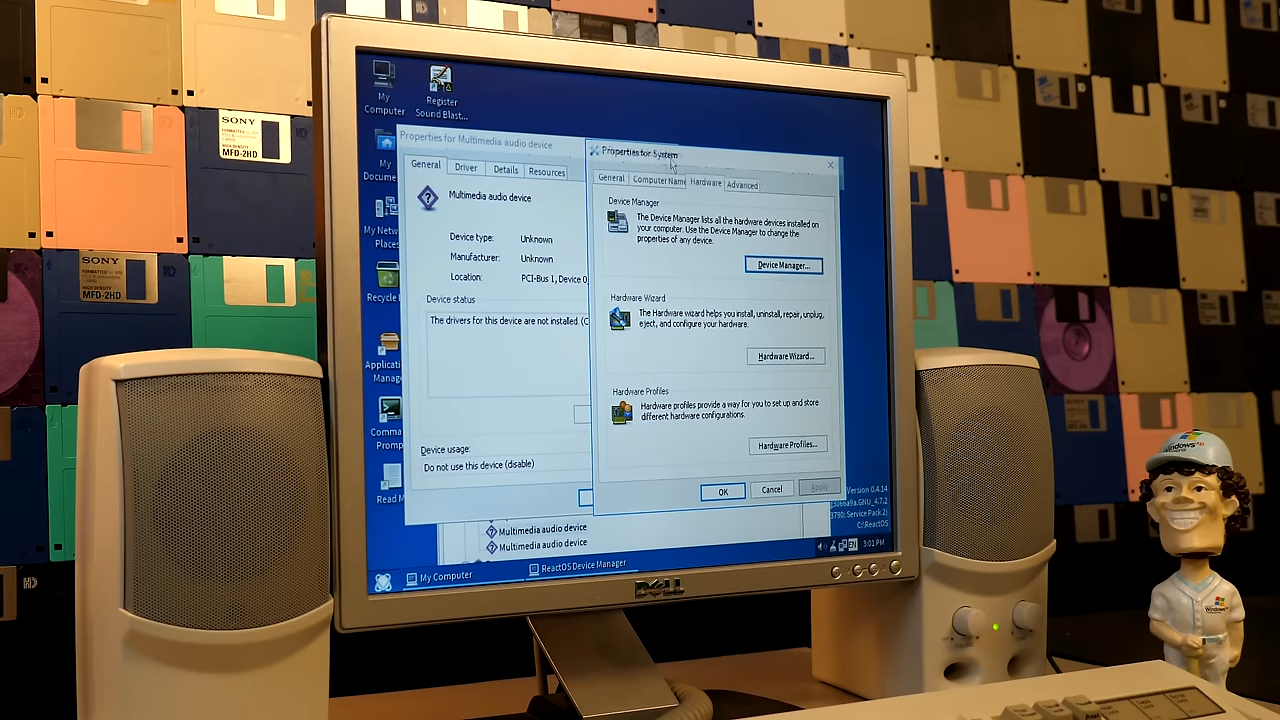 SONY
MFD-2HD
SONY
MFD-2HD
My
Computer
Register
Sound Blast...
My
Docume
My Netw
Places
Recycle
Application
Manage
Comma
Promp
Read M
Properties for Multimedia audio device
General
Driver
Details
Resources
Multimedia audio device
Device type: Unknown
Manufacturer: Unknown
Location: PCI-Bus 1, Device 0,
Device status
The drivers for this device are not installed. (C
Device usage:
Do not use this device (disable)
Properties for System
General
Computer Name
Hardware
Advanced
Device Manager
The Device Manager lists all the hardware devices installed on
your computer. Use the Device Manager to change the
properties of any device.
Device Manager...
Hardware Wizard
The Hardware wizard helps you install, uninstall, repair, unplug,
eject, and configure your hardware.
Hardware Wizard...
Hardware Profiles
Hardware profiles provide a way for you to set up and store
different hardware configurations.
Hardware Profiles...
OK
Cancel
Apply
Multimedia audio device
Multimedia audio device
Version 0.4.14
GNU_4.7.2
3790: Service Pack 2)
C:\ReactOS
My Computer
ReactOS Device Manager
EN
3:01 PM
DELL
Windows xp
Windows